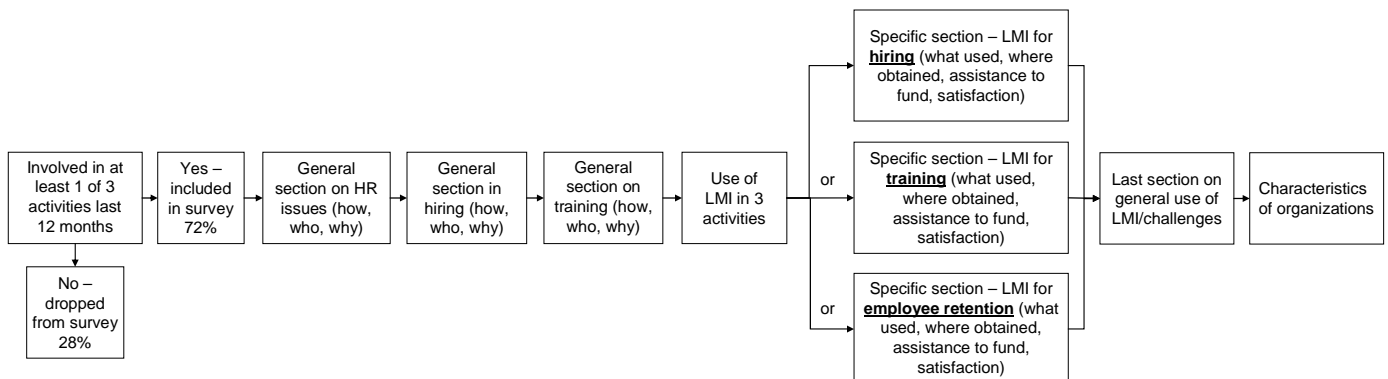 Involved in at
least 1 of 3
activities last
12 months
No –
dropped
from survey
28%
Yes –
included
in survey
72%
General
section on HR
issues (how,
who, why)
General
section in
hiring (how,
who, why)
General
section on
training (how,
who, why)
Use of
LMI in 3
activities
Specific section – LMI for
hiring (what used, where
obtained, assistance to
fund, satisfaction)
or
Specific section – LMI for
training (what used,
where obtained,
assistance to fund,
satisfaction)
or
Specific section – LMI for
employee retention (what
used, where obtained,
assistance to fund,
satisfaction)
Last section on
general use of
LMI/challenges
Characteristics
of organizations